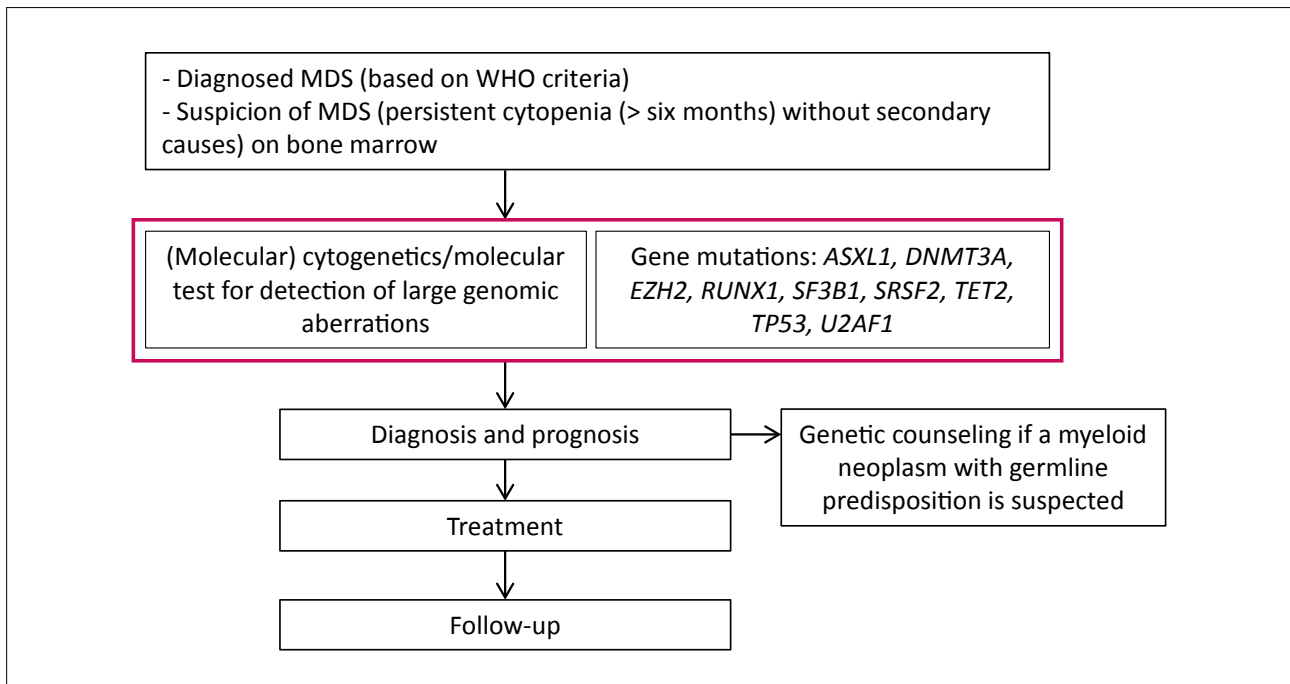 - Diagnosed MDS (based on WHO criteria)
- Suspicion of MDS (persistent cytopenia (> six months) without secondary
causes) on bone marrow
(Molecular) cytogenetics/molecular
test for detection of large genomic
aberrations
Gene mutations: ASXL1, DNMT3A,
EZH2, RUNX1, SF3B1, SRSF2, TET2,
TP53, U2AF1
Diagnosis and prognosis
Genetic counseling if a myeloid
neoplasm with germline
predisposition is suspected
Treatment
Follow-up